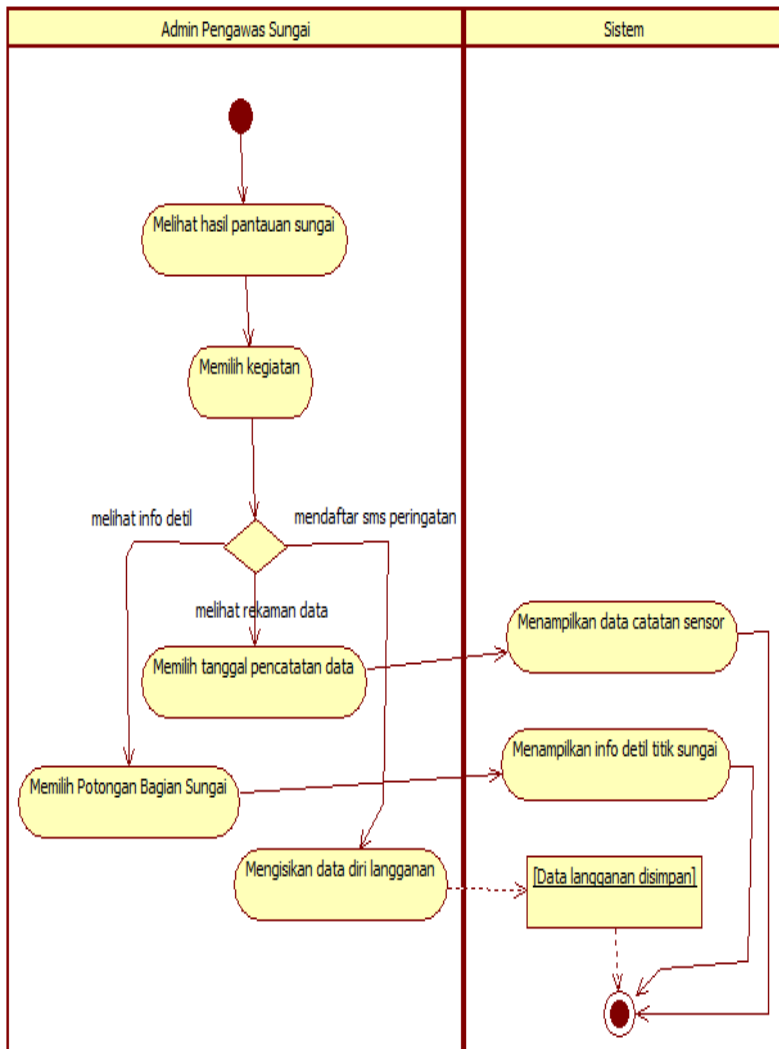 Admin Pengawas Sungai
Sistem
Melihat hasil pantauan sungai
Memilih kegiatan
melihat info detil
mendaftar sms peringatan
melihat rekaman data
Menampilkan data catatan sensor
Memilih tanggal pencatatan data
Menampilkan info detil titik sungai
Memilih Potongan Bagian Sungai
Mengisikan data diri langganan
[Data langganan disimpan]